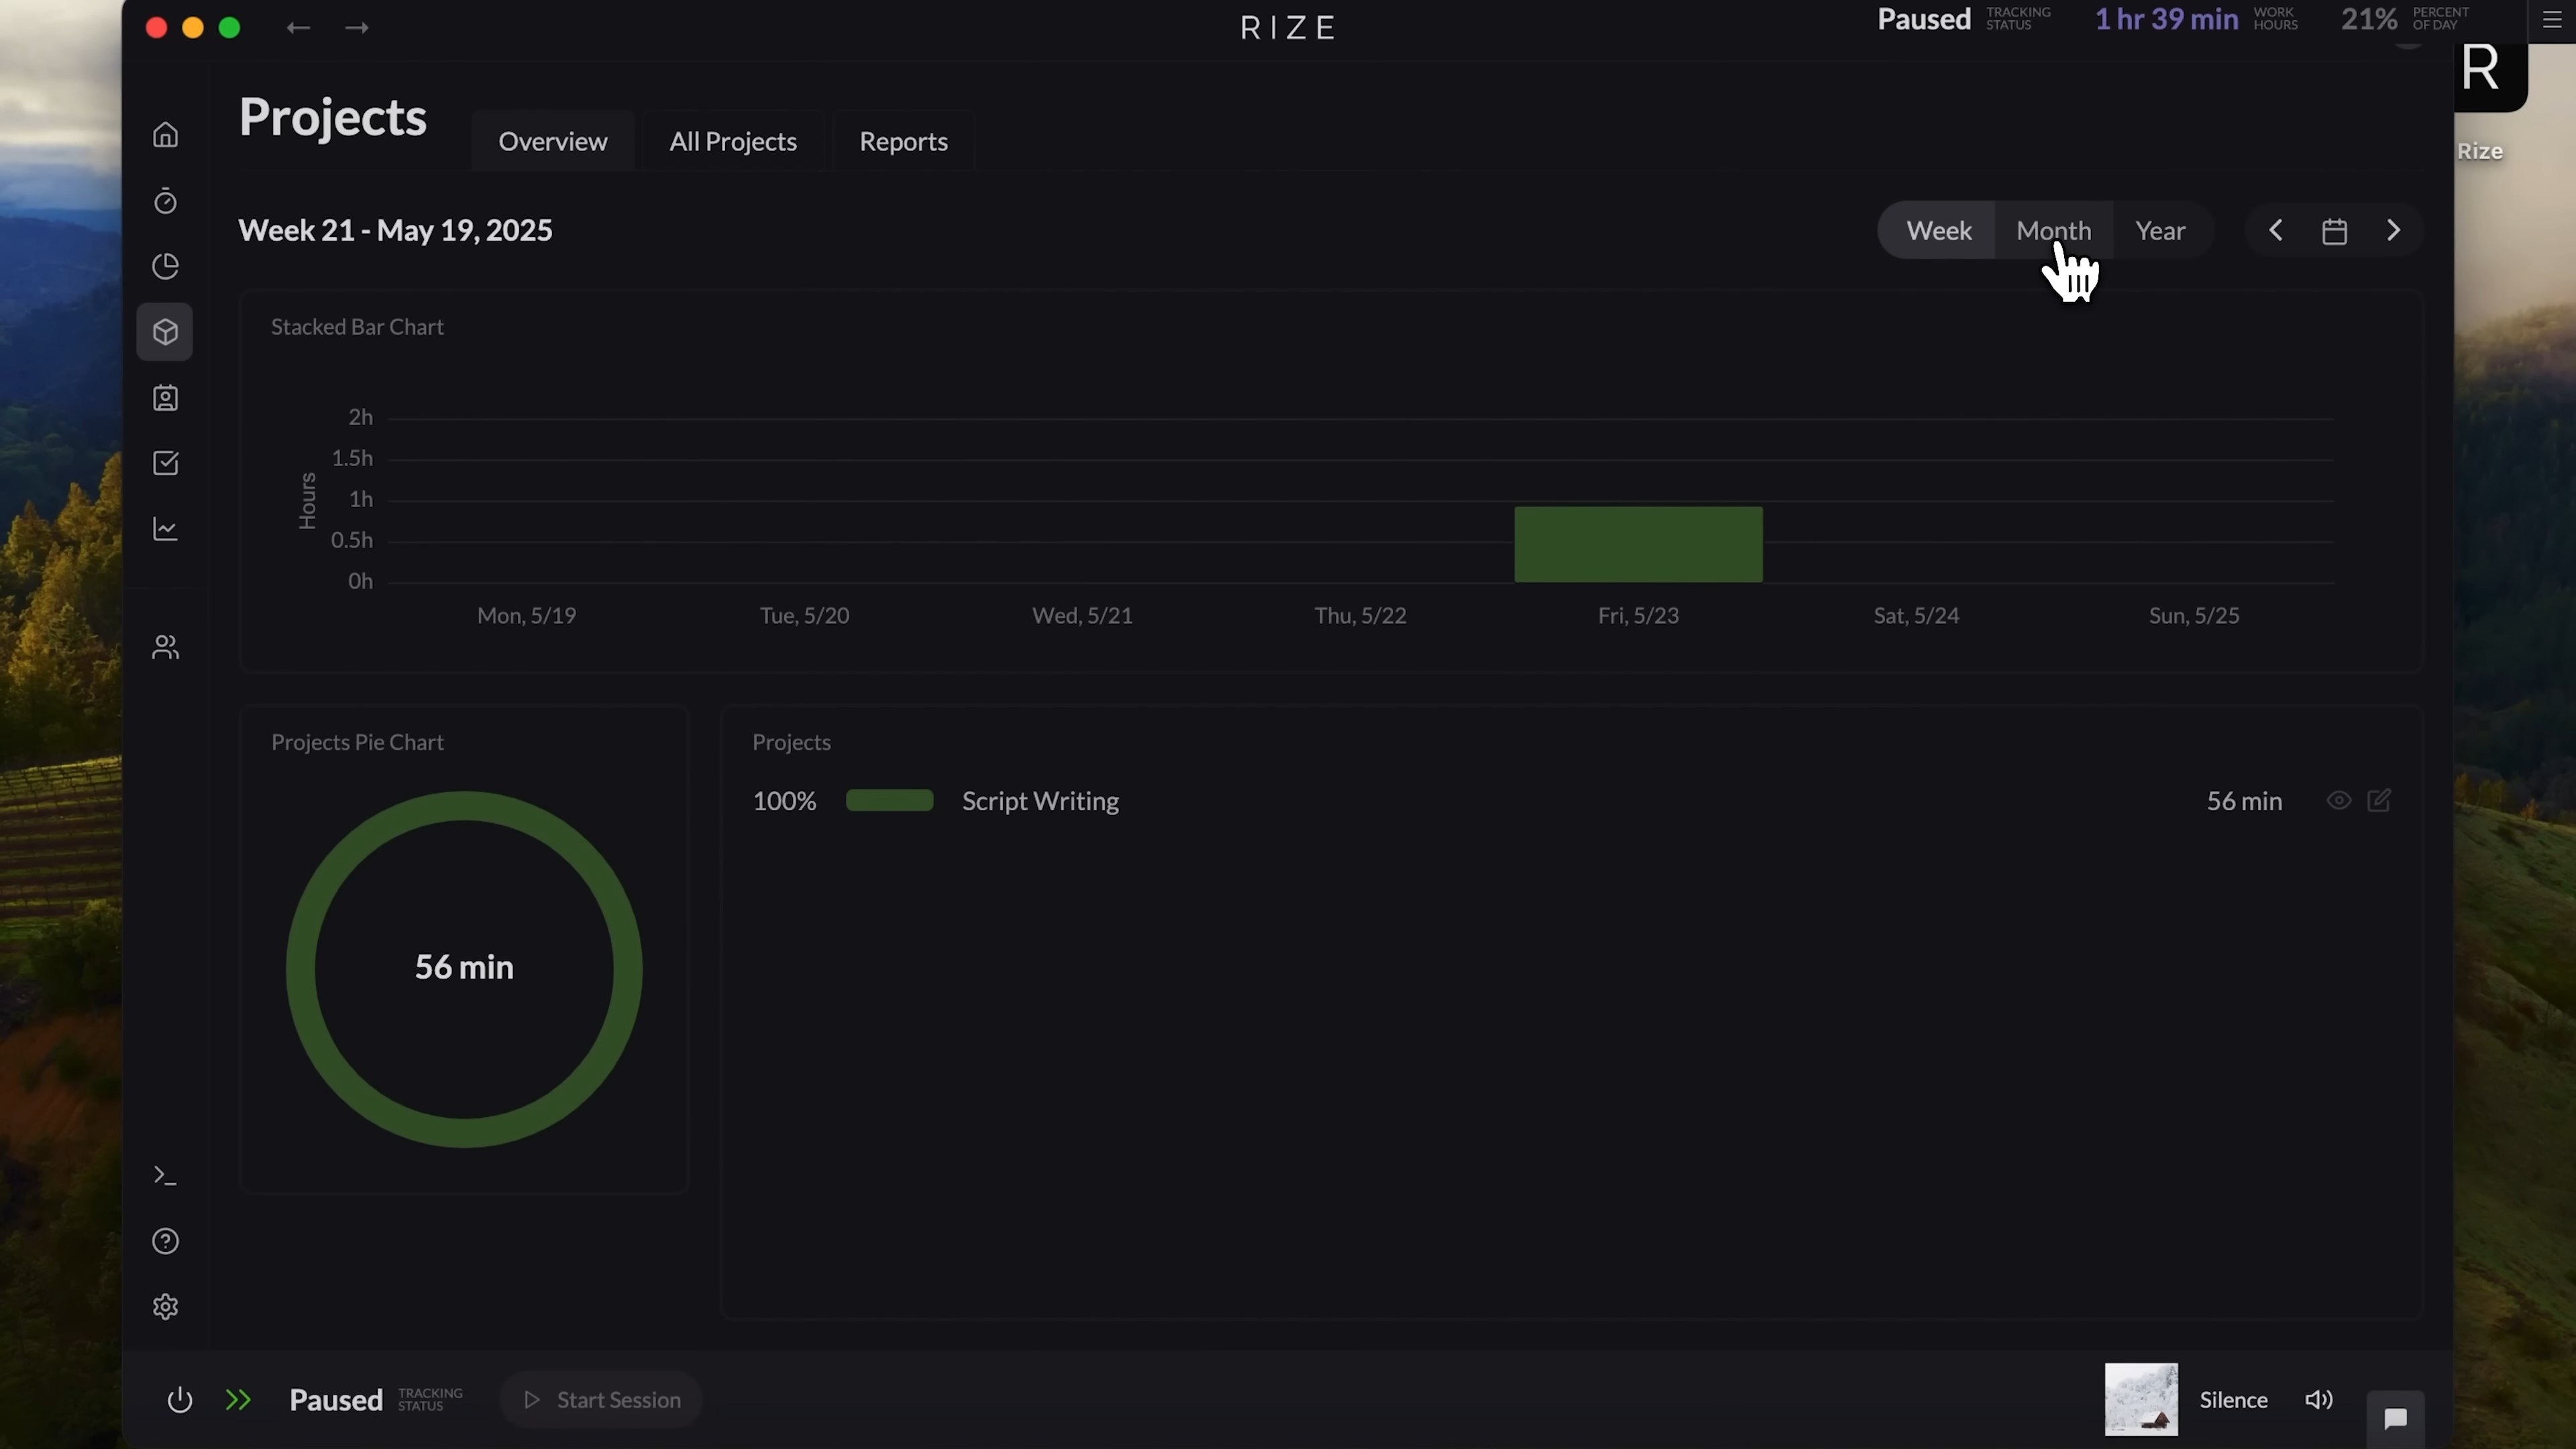 RIZE
Paused TRACKING STATUS 1 hr 39 min WORK HOURS 21% PERCENT OF DAY
R
Rize
Projects
Overview All Projects Reports
Week 21 - May 19, 2025
Week Month Year
Stacked Bar Chart
Hours
2h
1.5h
1h
0.5h
0h
Mon, 5/19 Tue, 5/20 Wed, 5/21 Thu, 5/22 Fri, 5/23 Sat, 5/24 Sun, 5/25
Projects Pie Chart
56 min
Projects
100% Script Writing 56 min
Paused TRACKING STATUS Start Session
Silence